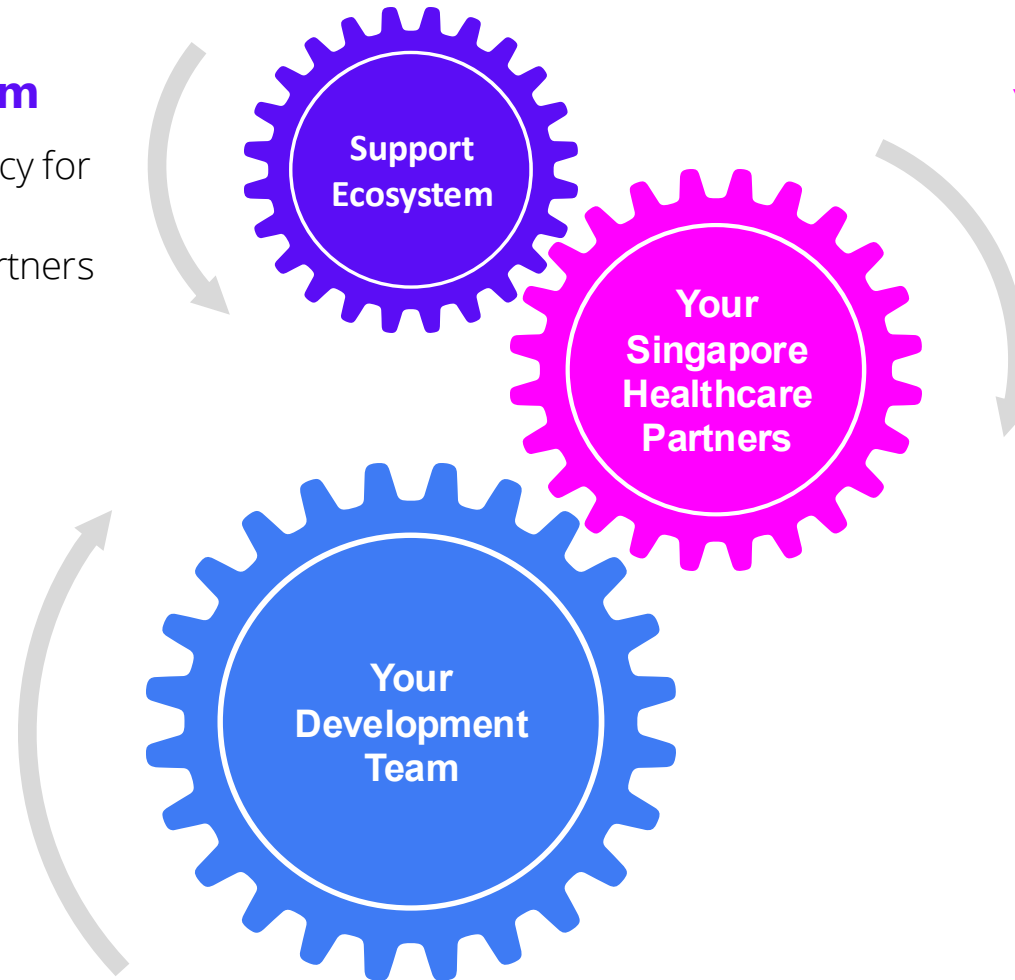 m
cy for
rtners
Support
Ecosystem
Your
Singapore
Healthcare
Partners
Your
Development
Team